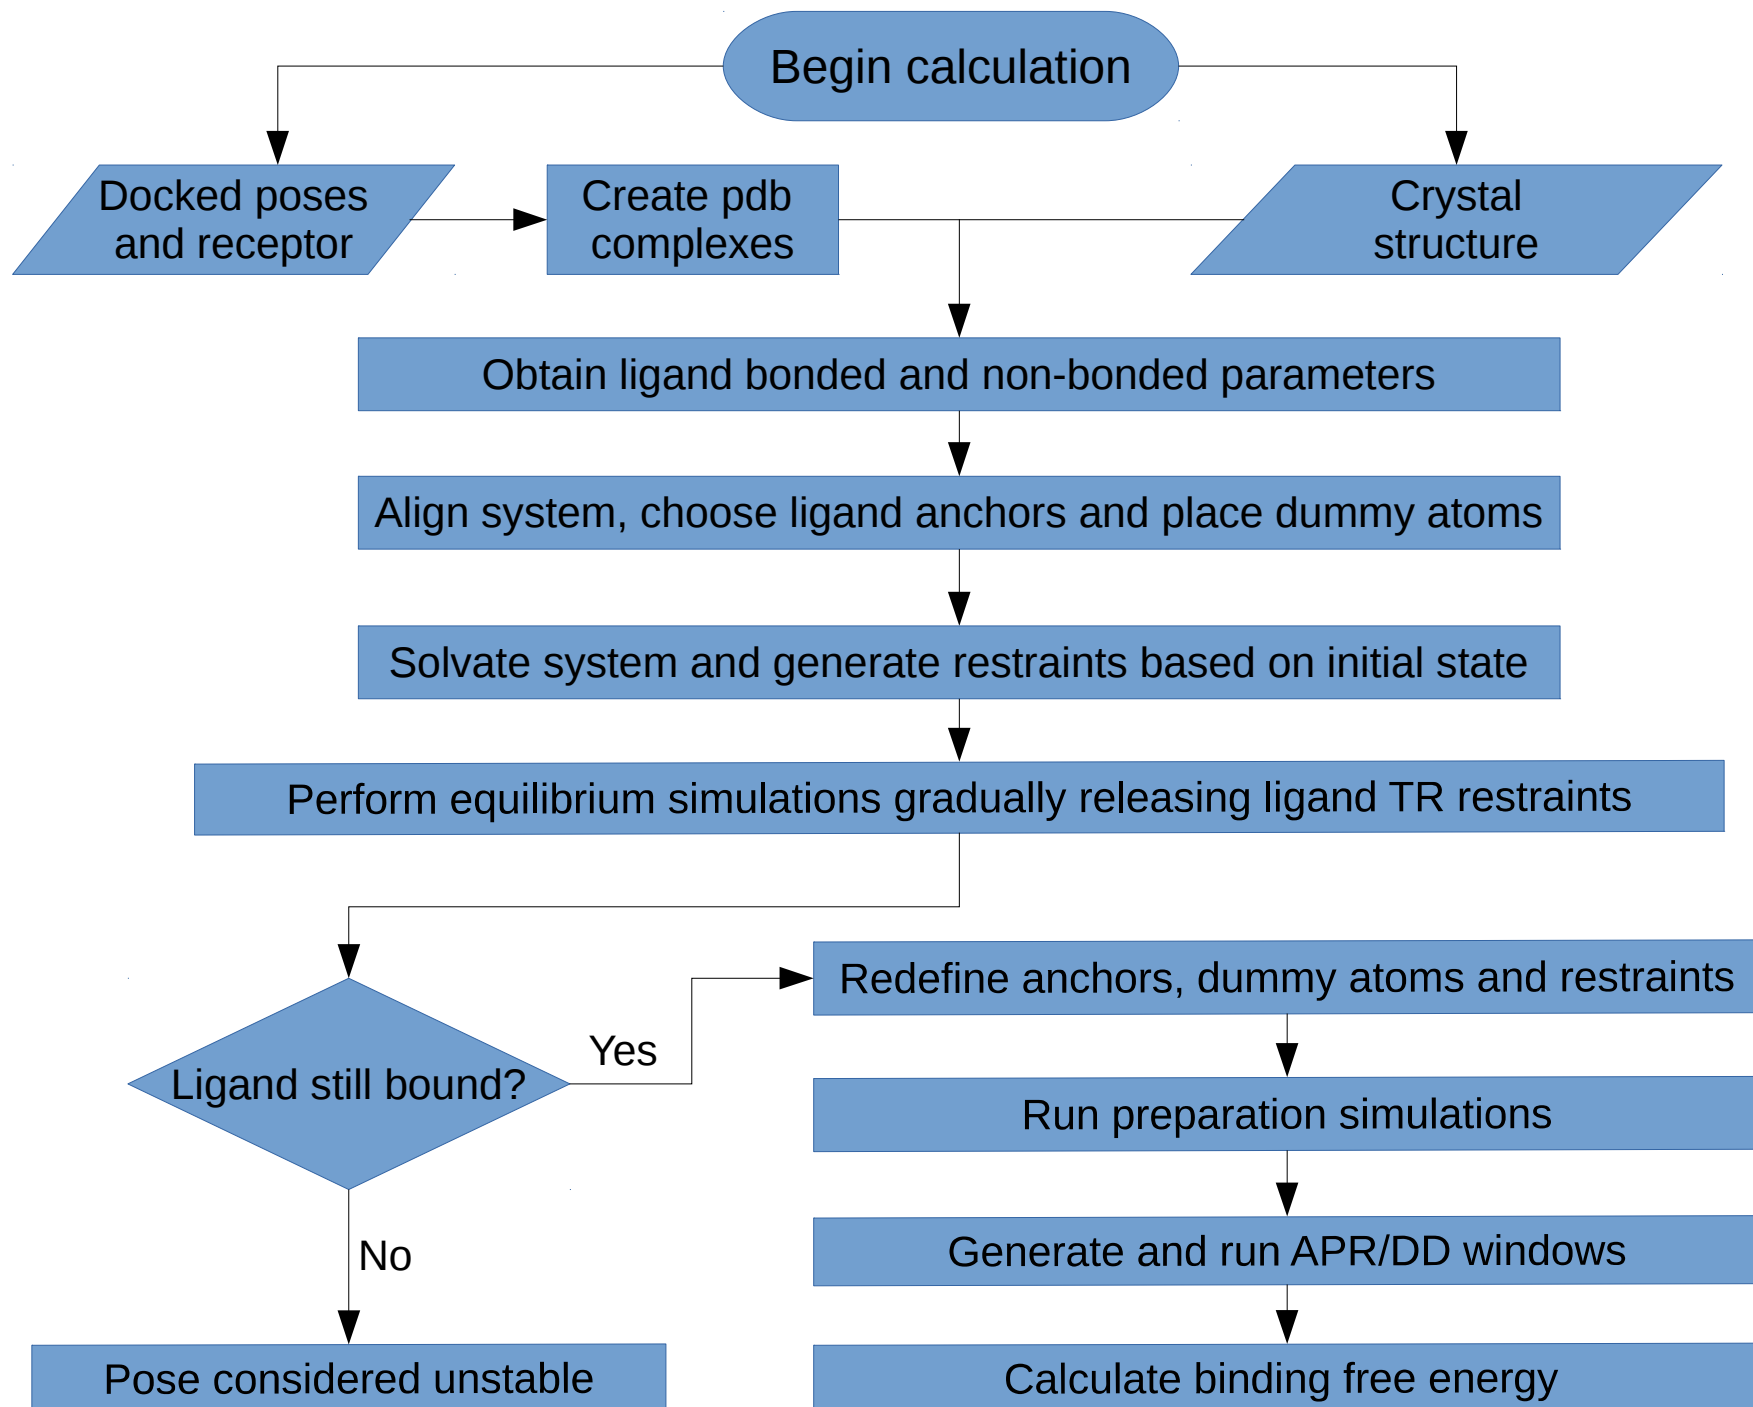 Begin calculation
Docked poses
and receptor
Create pdb
complexes
Crystal
structure
Obtain ligand bonded and non-bonded parameters
Align system, choose ligand anchors and place dummy atoms
Solvate system and generate restraints based on initial state
Perform equilibrium simulations gradually releasing ligand TR restraints
Ligand still bound?
Yes
No
Pose considered unstable
Redefine anchors, dummy atoms and restraints
Run preparation simulations
Generate and run APR/DD windows
Calculate binding free energy